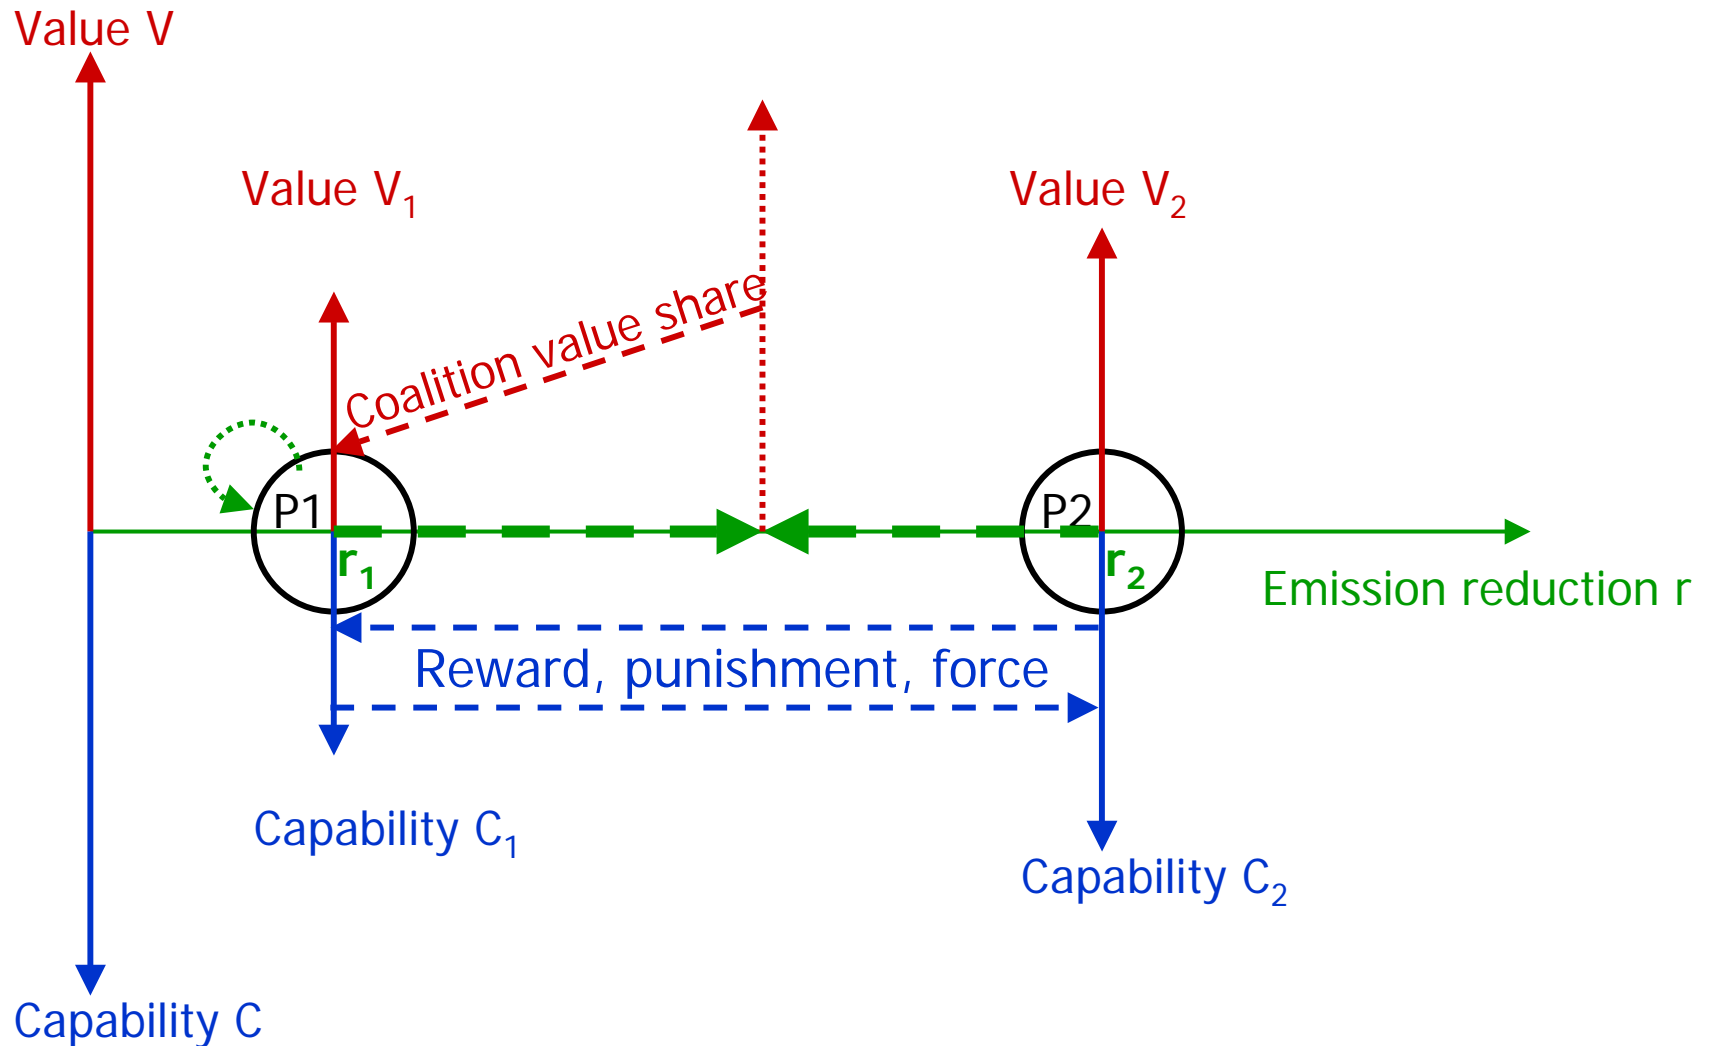 Value V
Value V₁
Value V₂
Coalition value share
P1
P2
r₁
r₂
Emission reduction r
Reward, punishment, force
Capability C₁
Capability C₂
Capability C